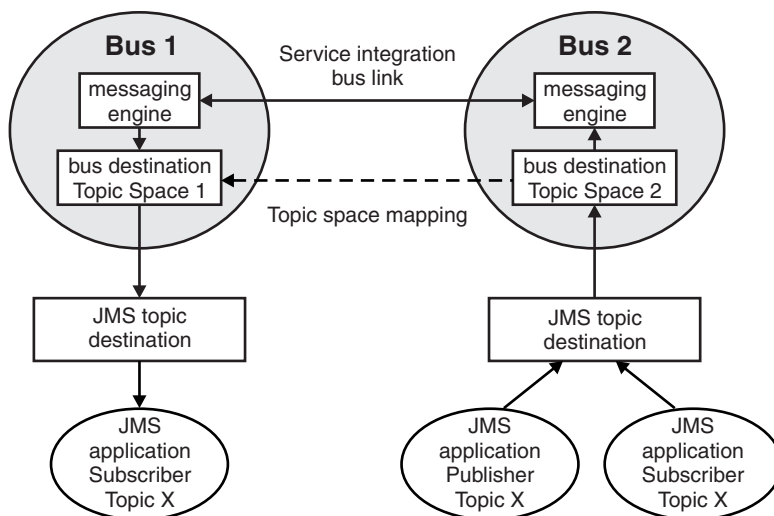 Bus 1
Service integration
bus link
Bus 2
messaging
engine
messaging
engine
bus destination
Topic Space 1
bus destination
Topic Space 2
Topic space mapping
JMS topic
destination
JMS topic
destination
JMS
application
Subscriber
Topic X
JMS
application
Publisher
Topic X
JMS
application
Subscriber
Topic X